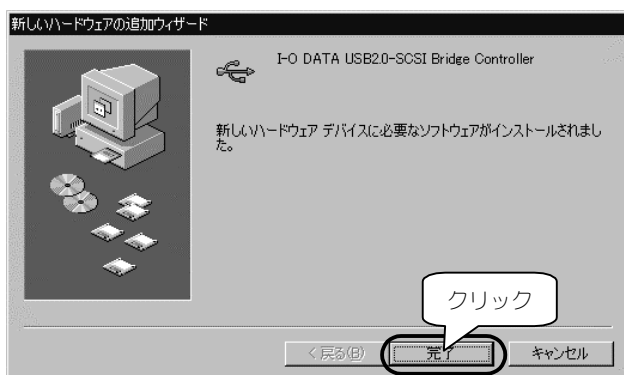 新しいハードウェアの追加ウィザード
I-O DATA USB2.0-SCSI Bridge Controller
新しいハードウェア デバイスに必要なソフトウェアがインストールされまし
た。
クリック
< 戻る(B)
完了
キャンセル